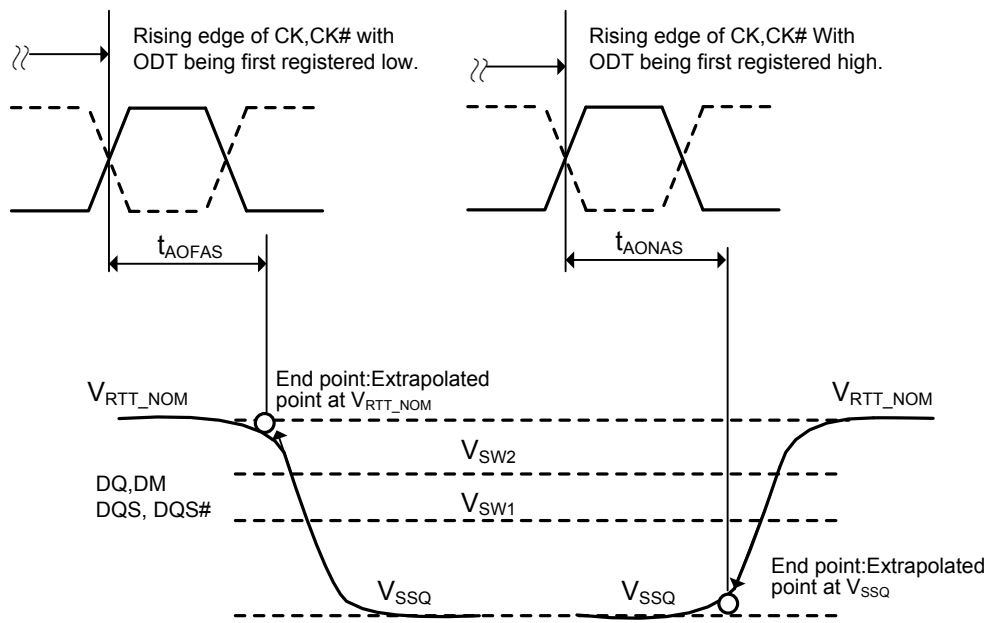 Rising edge of CK,CK# with
ODT being first registered low.
Rising edge of CK,CK# With
ODT being first registered high.
tAOFAS
tAONAS
End point:Extrapolated
point at VRTT_NOM
VRTT_NOM
VRTT_NOM
VSW2
DQ,DM
DQS, DQS#
VSW1
End point:Extrapolated
point at VSSQ
VSSQ
VSSQ